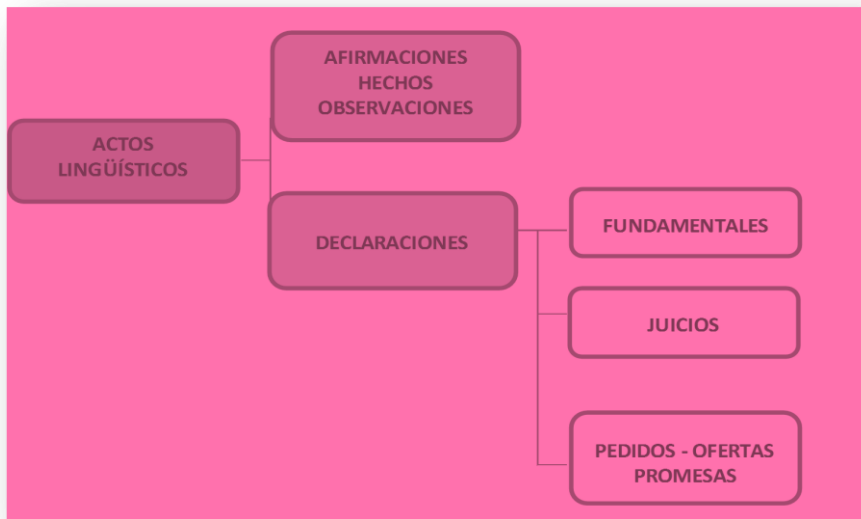 AFIRMACIONES
HECHOS
OBSERVACIONES
ACTOS
LINGÜÍSTICOS
DECLARACIONES
FUNDAMENTALES
JUICIOS
PEDIDOS - OFERTAS
PROMESAS